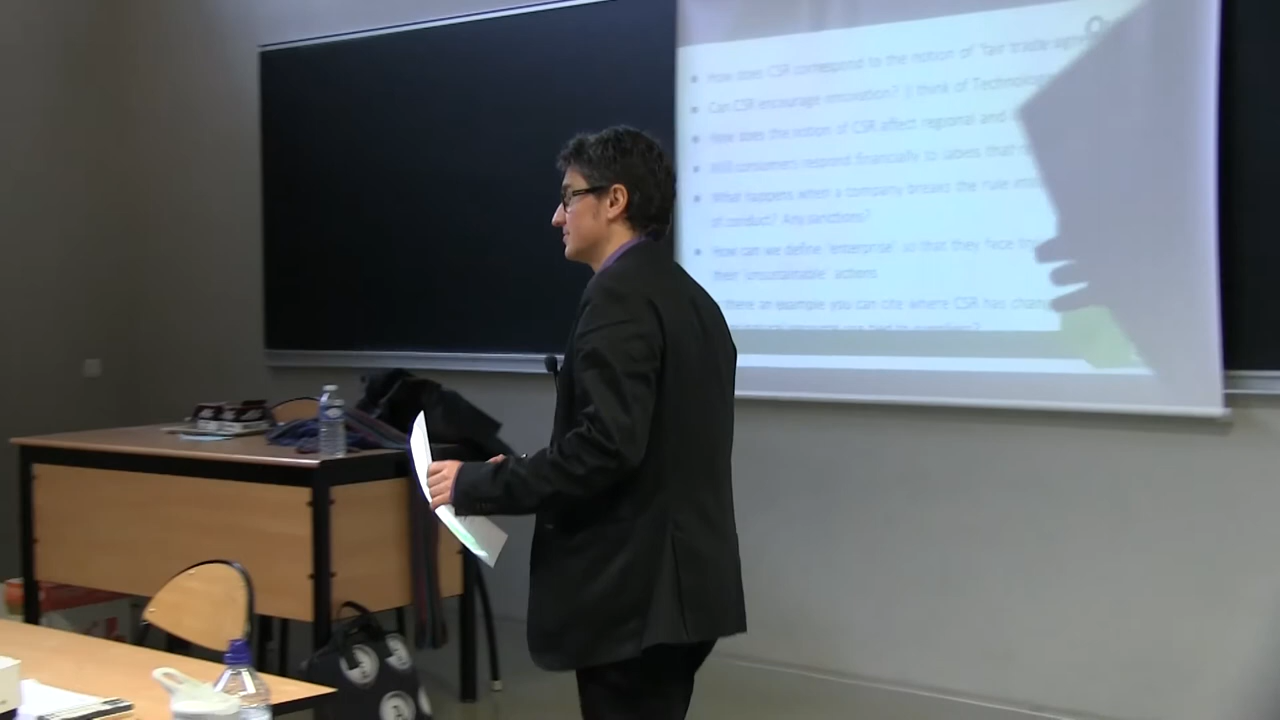 How does CSR correspond to the notion of 'fair trade
Can CSR encourage innovation? (I think of
How does the notion of CSR affect regional and
Will consumers respond financially to labels that
What happens when a company breaks the rule
of conduct? Any sanctions?
How can we define 'enterprise' so that they face
their 'unsustainable' actions
there an example you can cite where CSR has